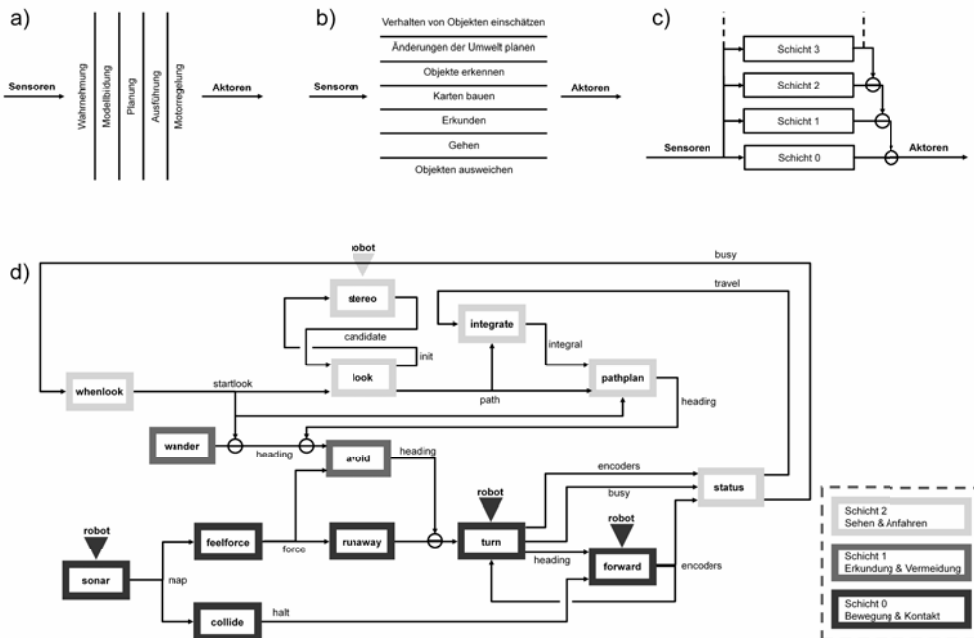 a)
Sensoren
Wahrnehmung
Modellbidung
Planung
Ausführung
Motorregelung
Aktoren
b)
Sensoren
Verhalten von Objekten einschätzen
Änderungen der Umwelt planen
Objekte erkennen
Karten bauen
Erkunden
Gehen
Objekten ausweichen
Aktoren
c)
Schicht 3
Schicht 2
Schicht 1
Schicht 0
Sensoren
Aktoren
d)
robot
busy
stereo
travel
candidate
integrate
init
integral
look
pathplan
whenlook
startlook
path
heading
wander
heading
avoid
heading
encoders
status
busy
robot
robot
robot
feelforce
force
runaway
turn
heading
forward
encoders
sonar
map
halt
collide
Schicht 2
Sehen & Anfahren
Schicht 1
Erkundung & Vermeidung
Schicht 0
Bewegung & Kontakt